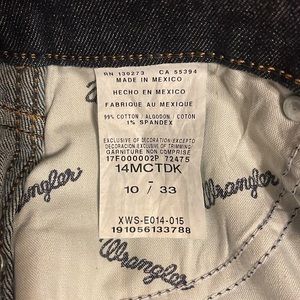 RN 130273 CA 55394
MADE IN MEXICO
HECHO EN MEXICO
FABRIQUE AU MEXIQUE
99% COTTON / ALGODON / COTON
1% SPANDEX
EXCLUSIVE OF DECORATION/EXCEPTO
DECORACION EXCLUSIVE OF TRIMMING/
GARNITURE NON COMPRISE
17F000002P 72475
14MCTDK
-
10 / 33
XWS-E014-015
191056133788
Wrangler
Wrangler
Wrangler